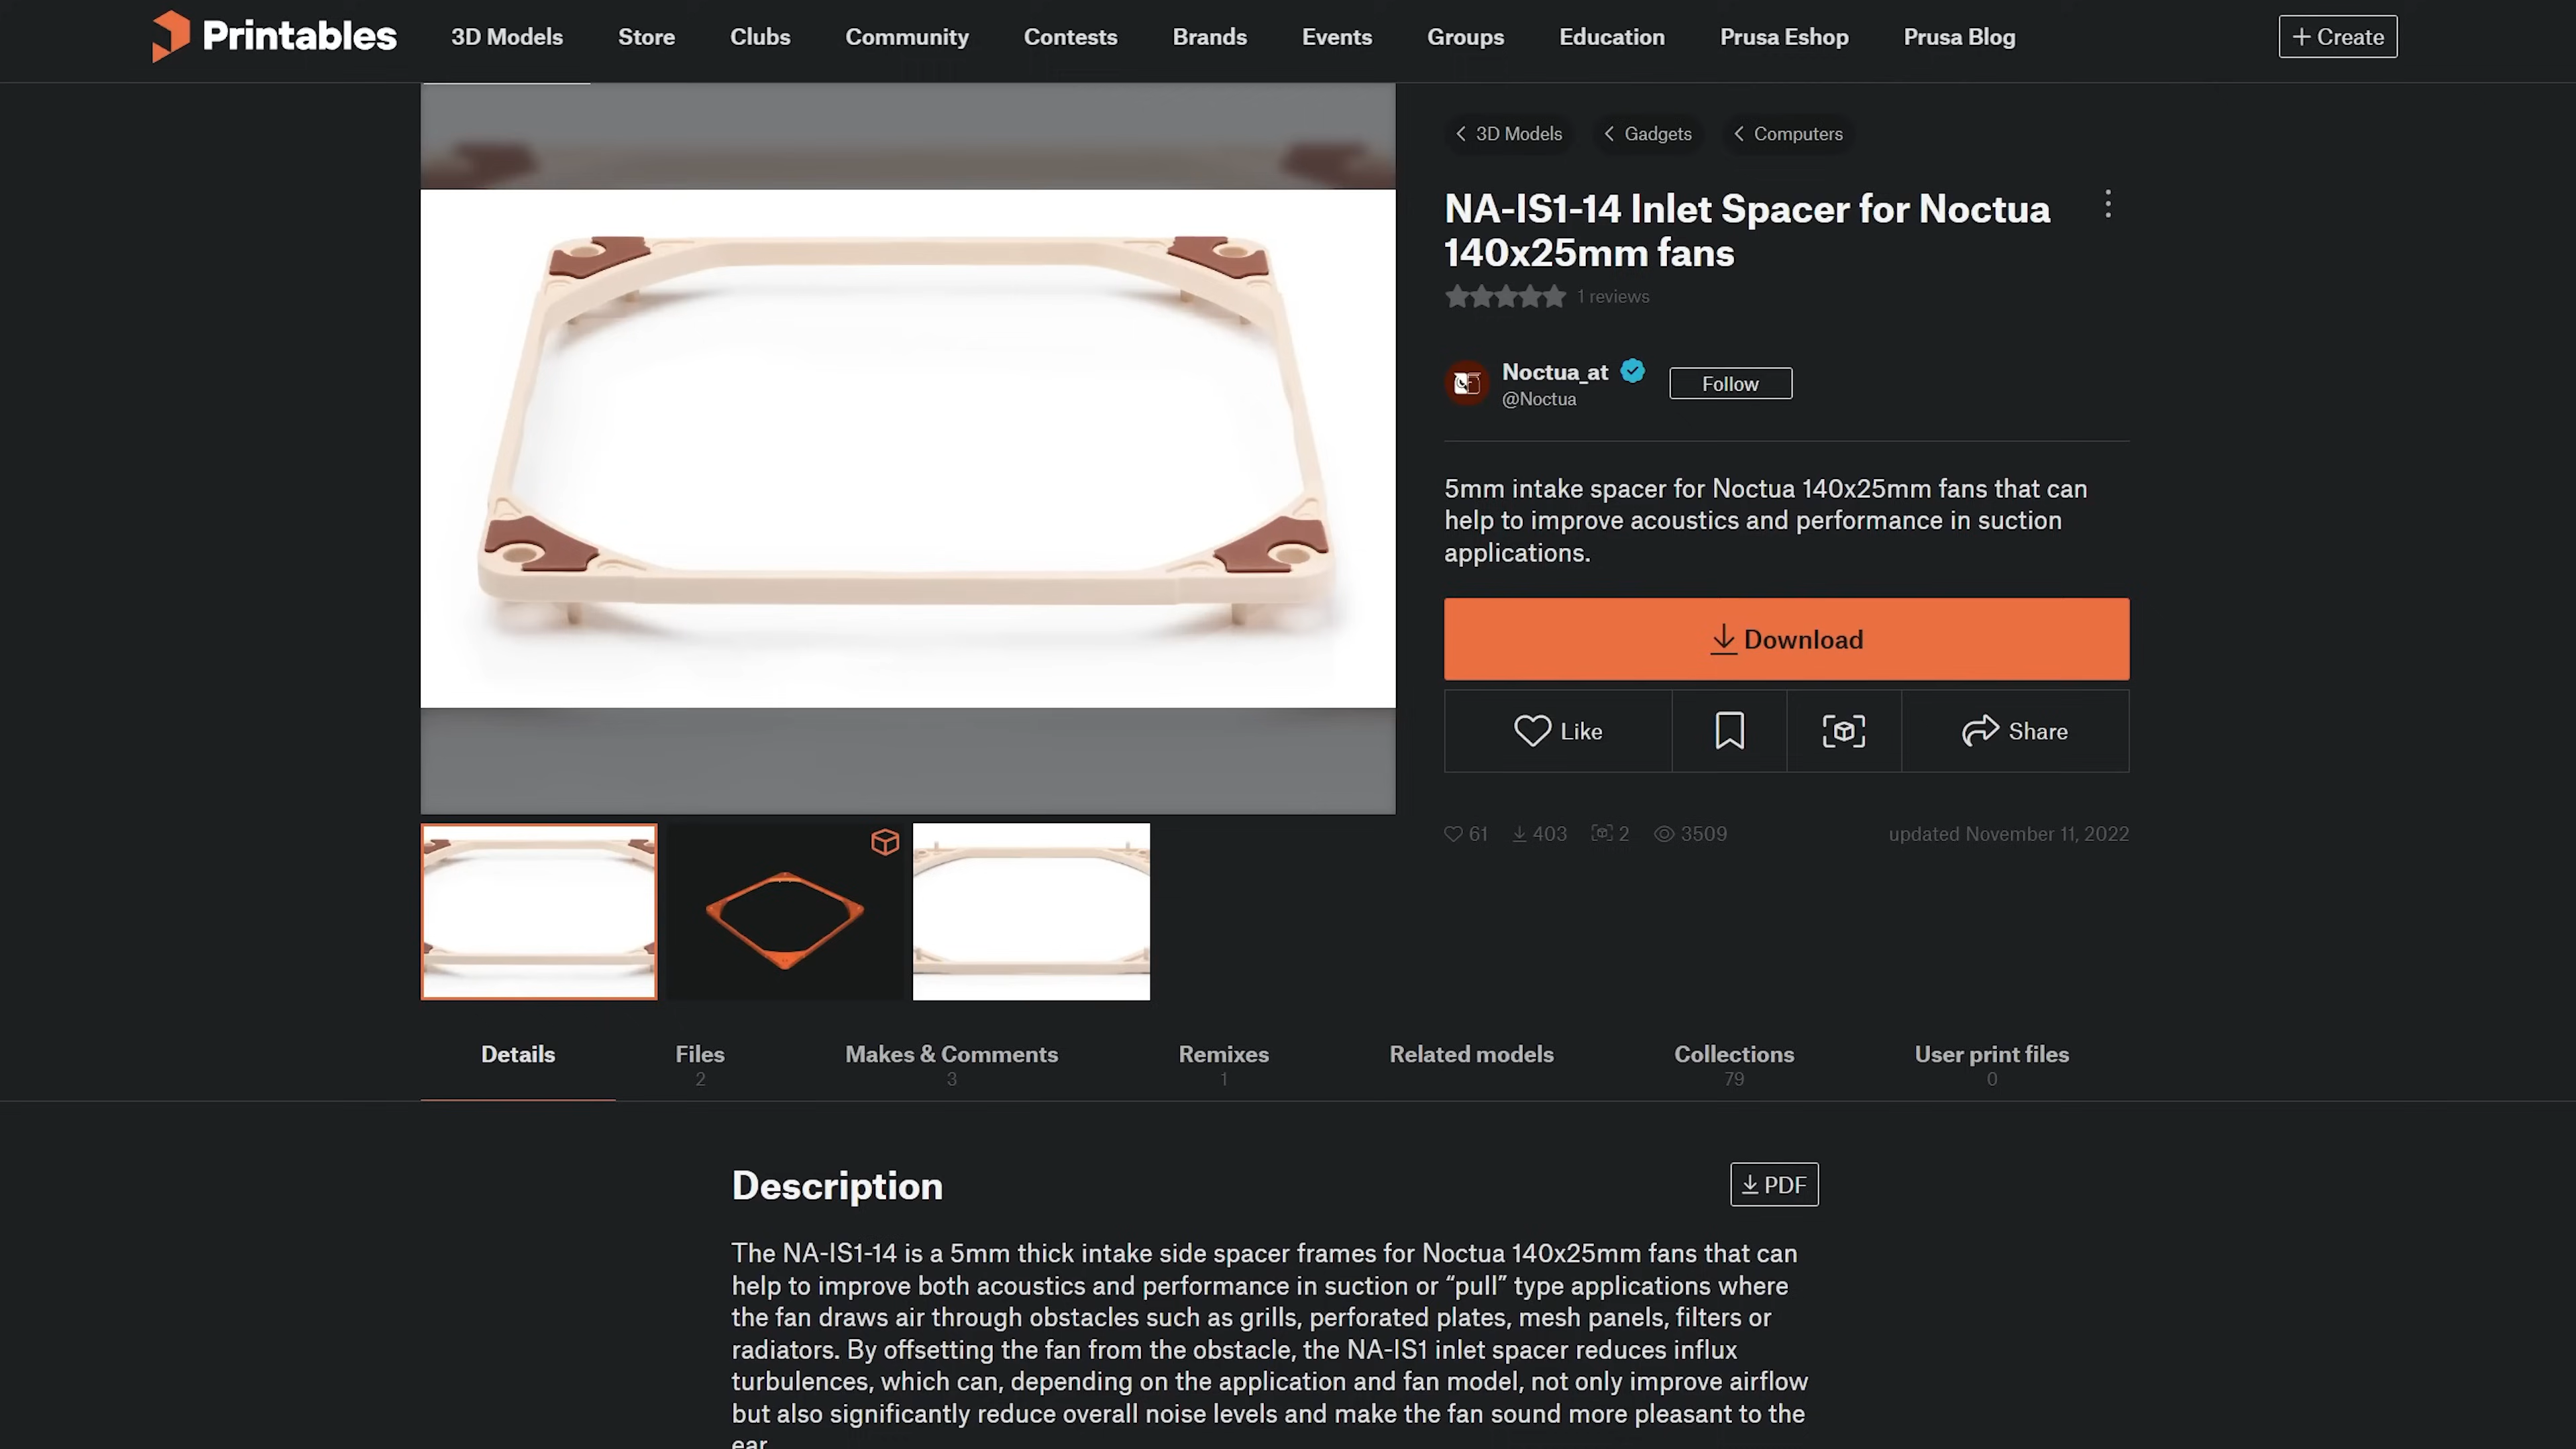 Printables
3D Models
Store
Clubs
Community
Contests
Brands
Events
Groups
Education
Prusa Eshop
Prusa Blog
+ Create
3D Models
Gadgets
Computers
NA-IS1-14 Inlet Spacer for Noctua
140x25mm fans
1 reviews
Noctua_at
@Noctua
Follow
5mm intake spacer for Noctua 140x25mm fans that can
help to improve acoustics and performance in suction
applications.
Download
Like
Share
61
403
2
3509
updated November 11, 2022
Details
Files
2
Makes & Comments
3
Remixes
1
Related models
Collections
79
User print files
0
Description
PDF
The NA-IS1-14 is a 5mm thick intake side spacer frames for Noctua 140x25mm fans that can
help to improve both acoustics and performance in suction or “pull” type applications where
the fan draws air through obstacles such as grills, perforated plates, mesh panels, filters or
radiators. By offsetting the fan from the obstacle, the NA-IS1 inlet spacer reduces influx
turbulences, which can, depending on the application and fan model, not only improve airflow
but also significantly reduce overall noise levels and make the fan sound more pleasant to the
ear.